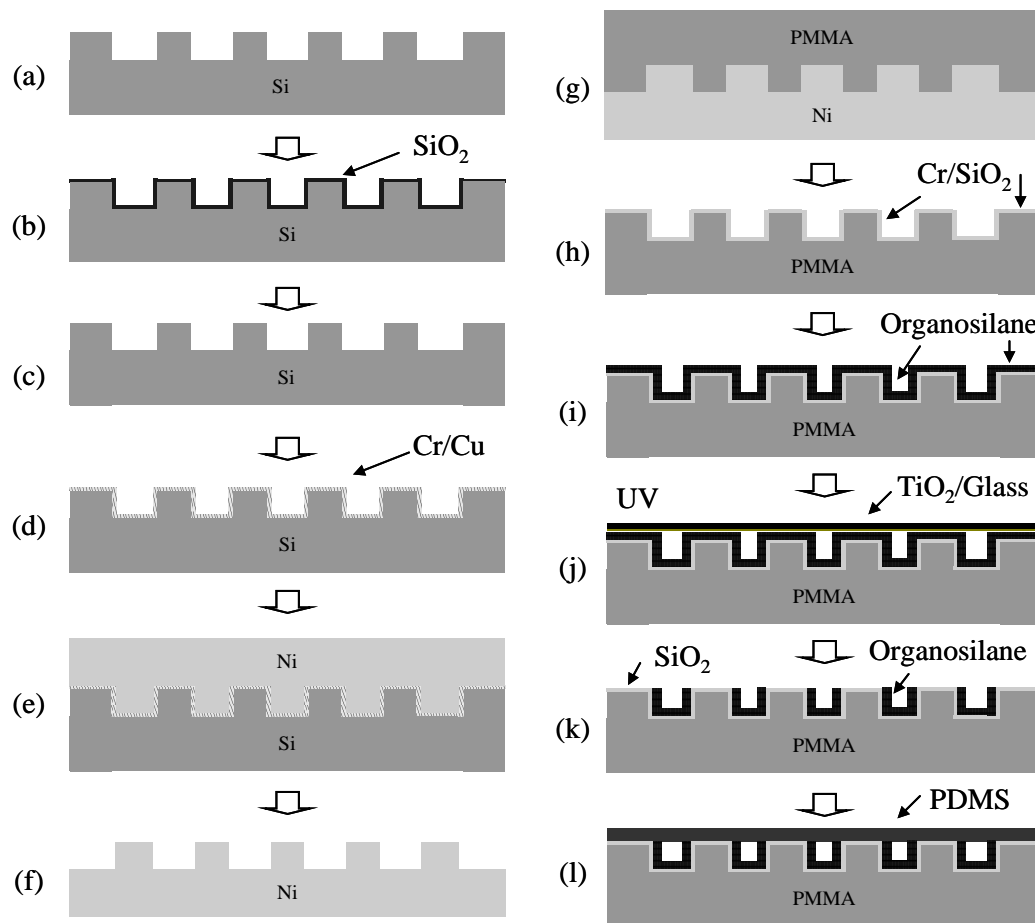 (a)
Si
SiO₂
(b)
Si
(c)
Si
Cr/Cu
(d)
Si
Ni
(e)
Si
(f)
Ni
PMMA
(g)
Ni
Cr/SiO₂
(h)
PMMA
Organosilane
(i)
PMMA
UV
TiO₂/Glass
(j)
PMMA
SiO₂
Organosilane
(k)
PMMA
PDMS
(l)
PMMA